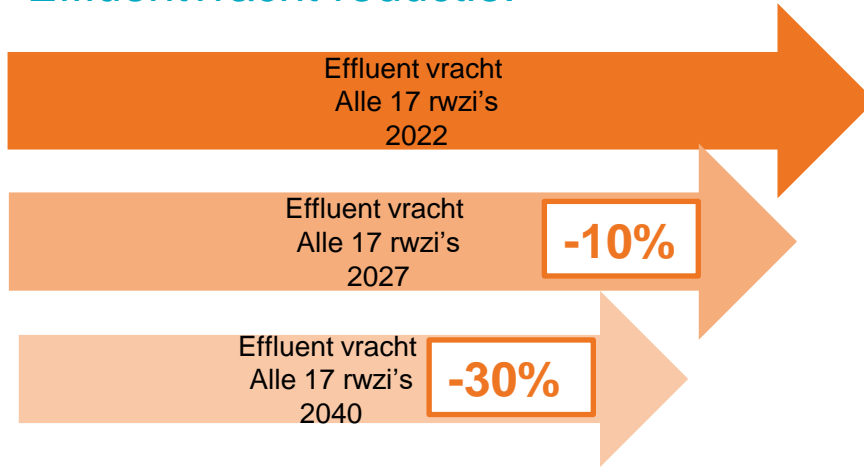 Effluent vracht
Alle 17 rwzi's
2022
Effluent vracht
Alle 17 rwzi's
2027
-10%
Effluent vracht
Alle 17 rwzi's
2040
-30%